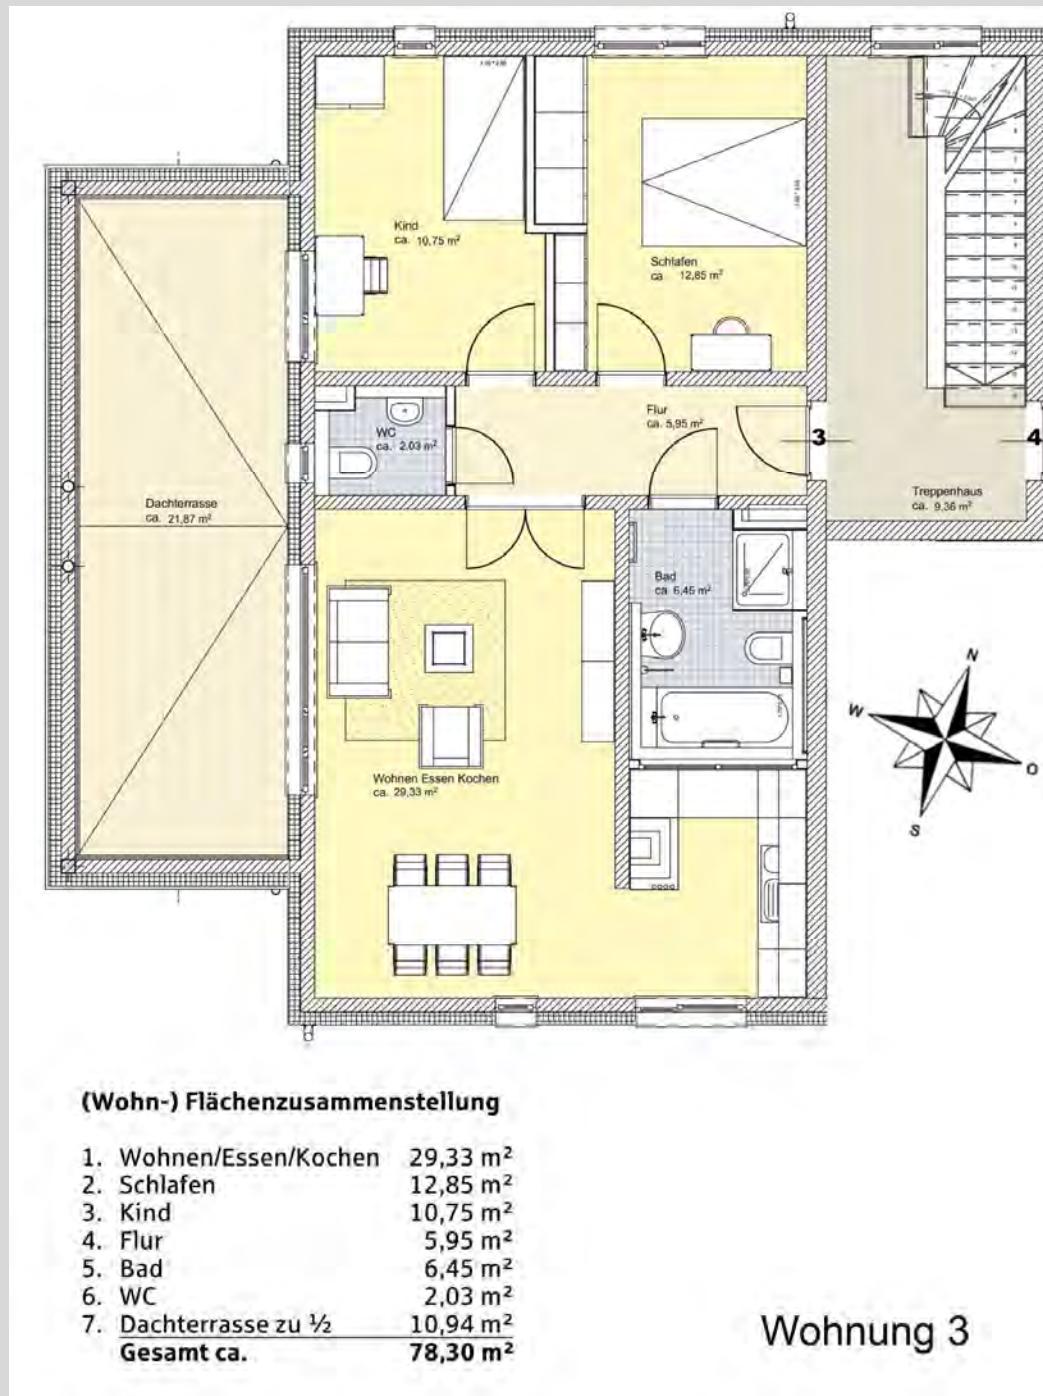 Kind
ca. 10,75 m²
Schlafen
ca. 12,85 m²
Flur
ca. 5,95 m²
WC
ca. 2,03 m²
3
4
Dachterrasse
ca. 21,87 m²
Treppenhaus
ca. 9,36 m²
Bad
ca 6,45 m²
N
W
O
S
Wohnen Essen Kochen
ca. 29,33 m²
(Wohn-) Flächenzusammenstellung
1. Wohnen/Essen/Kochen 29,33 m²
2. Schlafen 12,85 m²
3. Kind 10,75 m²
4. Flur 5,95 m²
5. Bad 6,45 m²
6. WC 2,03 m²
7. Dachterrasse zu ½ 10,94 m²
Gesamt ca. 78,30 m²
Wohnung 3